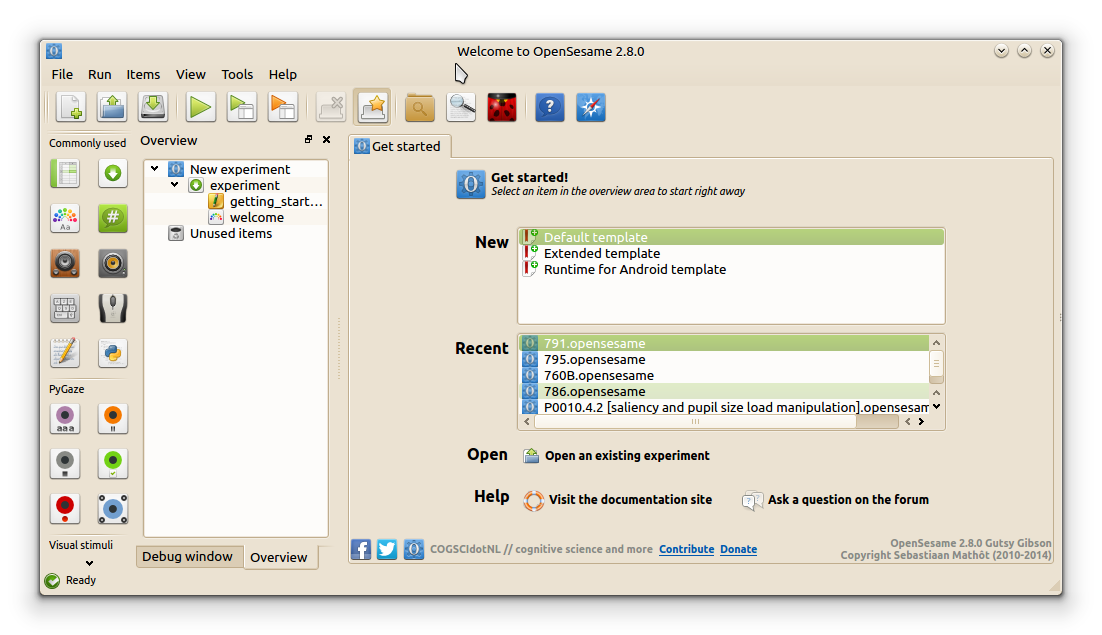 Welcome to OpenSesame 2.8.0
File Run Items View Tools Help
Commonly used
Overview
New experiment
experiment
getting_start...
welcome
Unused items
Aa
#
PyGaze
aaa
Visual stimuli
Debug window
Overview
Ready
Get started
Get started!
Select an item in the overview area to start right away
New
Default template
Extended template
Runtime for Android template
Recent
791.opensesame
795.opensesame
760B.opensesame
786.opensesame
P0010.4.2 [saliency and pupil size load manipulation].opensesam
Open
Open an existing experiment
Help
Visit the documentation site
Ask a question on the forum
COGSCIdotNL // cognitive science and more Contribute Donate
OpenSesame 2.8.0 Gutsy Gibson
Copyright Sebastiaan Mathôt (2010-2014)